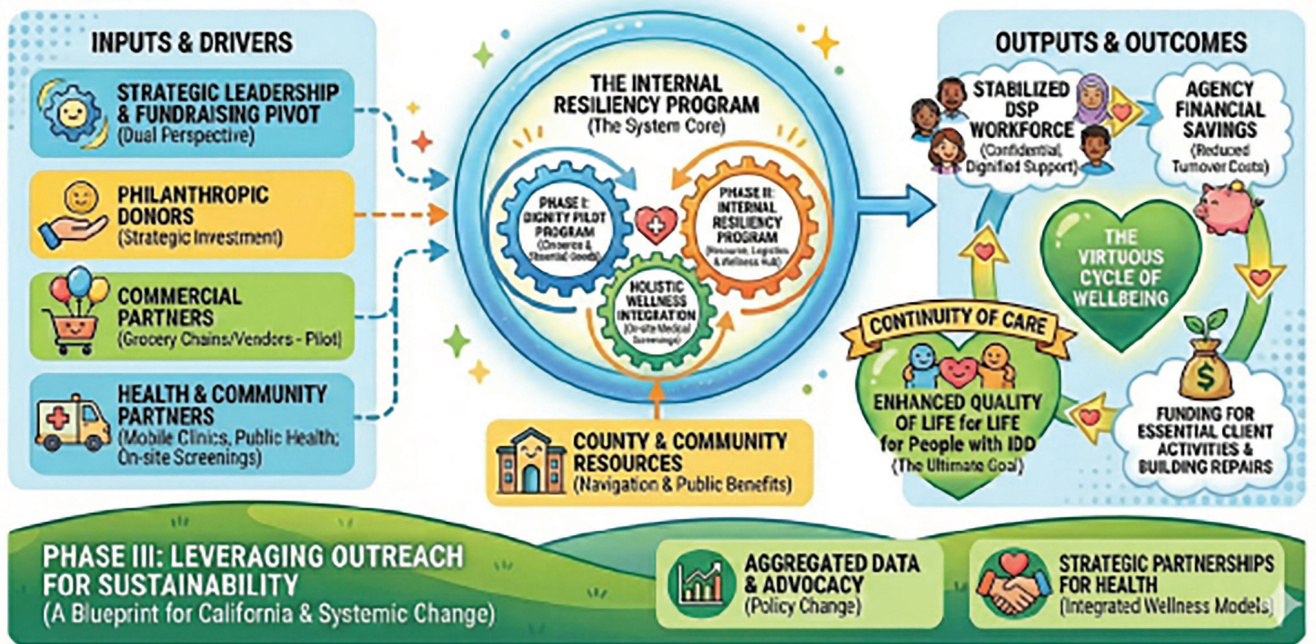 INPUTS & DRIVERS
STRATEGIC LEADERSHIP
& FUNDRAISING PIVOT
(Dual Perspective)
PHILANTHROPIC
DONORS
(Strategic Investment)
COMMERCIAL
PARTNERS
(Grocery Chains/Vendors - Pilot)
HEALTH & COMMUNITY
PARTNERS
(Mobile Clinics, Public Health;
On-site Screenings)
THE INTERNAL
RESILIENCY PROGRAM
(The System Core)
PHASE I:
DIGNITY PILOT
PROGRAM
Essential Goods)
PHASE II:
INTERNAL
RESILIENCY
PROGRAM
(Resource, Logistics
& Wellness Hub)
HOLISTIC
WELLNESS
INTEGRATION
(On-site Medical
Screenings)
COUNTY & COMMUNITY
RESOURCES
(Navigation & Public Benefits)
OUTPUTS & OUTCOMES
STABILIZED
DSP
WORKFORCE
(Confidential,
Dignified Support)
AGENCY
FINANCIAL
SAVINGS
(Reduced
Turnover Costs)
THE
VIRTUOUS
CYCLE OF
WELLBEING
CONTINUITY OF CARE
ENHANCED QUALITY
OF LIFE for LIFE
for People with IDD
(The Ultimate Goal)
$
FUNDING FOR
ESSENTIAL CLIENT
ACTIVITIES &
BUILDING REPAIRS
PHASE III: LEVERAGING OUTREACH
FOR SUSTAINABILITY
(A Blueprint for California & Systemic Change)
AGGREGATED DATA
& ADVOCACY
(Policy Change)
STRATEGIC PARTNERSHIPS
FOR HEALTH
(Integrated Wellness Models)